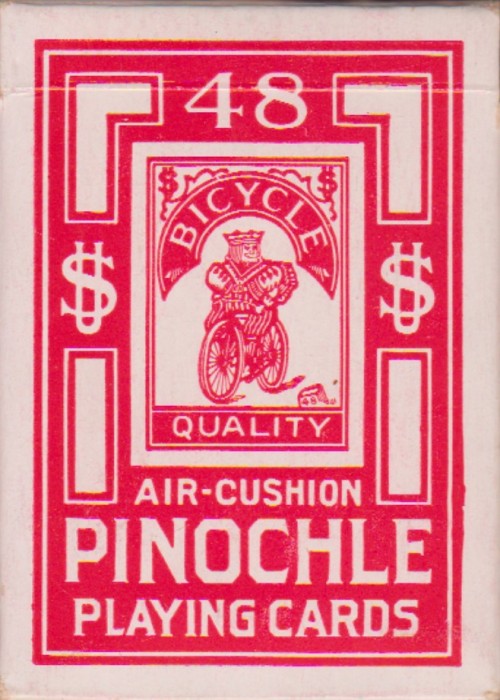 48
$ $
BICYCLE
$ $
QUALITY
AIR-CUSHION
PINOCHLE
PLAYING CARDS